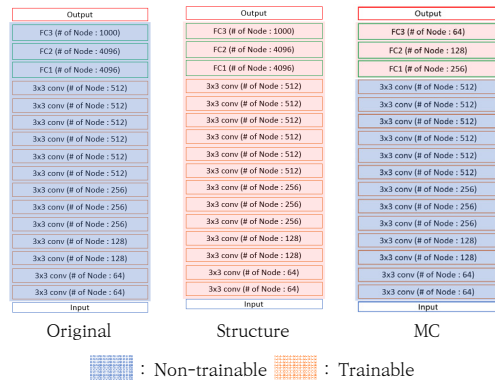 Output
FC3 (# of Node : 1000)
FC2 (# of Node : 4096)
FC1 (# of Node : 4096)
3x3 conv (# of Node : 512)
3x3 conv (# of Node : 512)
3x3 conv (# of Node : 512)
3x3 conv (# of Node : 512)
3x3 conv (# of Node : 512)
3x3 conv (# of Node : 512)
3x3 conv (# of Node : 256)
3x3 conv (# of Node : 256)
3x3 conv (# of Node : 256)
3x3 conv (# of Node : 128)
3x3 conv (# of Node : 128)
3x3 conv (# of Node : 64)
3x3 conv (# of Node : 64)
Input
Original
Output
FC3 (# of Node : 1000)
FC2 (# of Node : 4096)
FC1 (# of Node : 4096)
3x3 conv (# of Node : 512)
3x3 conv (# of Node : 512)
3x3 conv (# of Node : 512)
3x3 conv (# of Node : 512)
3x3 conv (# of Node : 512)
3x3 conv (# of Node : 512)
3x3 conv (# of Node : 256)
3x3 conv (# of Node : 256)
3x3 conv (# of Node : 256)
3x3 conv (# of Node : 128)
3x3 conv (# of Node : 128)
3x3 conv (# of Node : 64)
3x3 conv (# of Node : 64)
Input
Structure
Output
FC3 (# of Node : 64)
FC2 (# of Node : 128)
FC1 (# of Node : 256)
3x3 conv (# of Node : 512)
3x3 conv (# of Node : 512)
3x3 conv (# of Node : 512)
3x3 conv (# of Node : 512)
3x3 conv (# of Node : 512)
3x3 conv (# of Node : 512)
3x3 conv (# of Node : 256)
3x3 conv (# of Node : 256)
3x3 conv (# of Node : 256)
3x3 conv (# of Node : 128)
3x3 conv (# of Node : 128)
3x3 conv (# of Node : 64)
3x3 conv (# of Node : 64)
Input
MC
: Non-trainable : Trainable